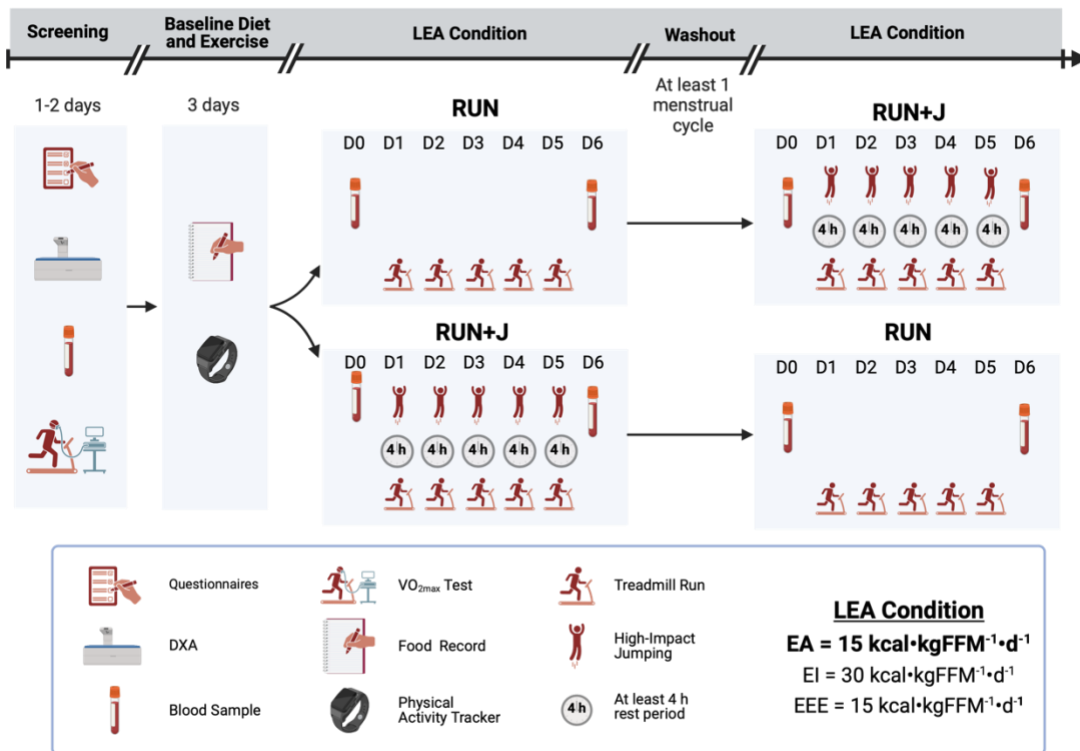 Screening
Baseline Diet
and Exercise
LEA Condition
Washout
LEA Condition
1-2 days
3 days
At least 1
menstrual
cycle
RUN
D0 D1 D2 D3 D4 D5 D6
RUN+J
D0 D1 D2 D3 D4 D5 D6
4 h 4 h 4 h 4 h 4 h
RUN+J
D0 D1 D2 D3 D4 D5 D6
4 h 4 h 4 h 4 h 4 h
RUN
D0 D1 D2 D3 D4 D5 D6
Questionnaires
VO₂max Test
Treadmill Run
DXA
Food Record
High-Impact
Jumping
Blood Sample
Physical
Activity Tracker
4 h
At least 4 h
rest period
LEA Condition
EA = 15 kcal•kgFFM⁻¹•d⁻¹
EI = 30 kcal•kgFFM⁻¹•d⁻¹
EEE = 15 kcal•kgFFM⁻¹•d⁻¹